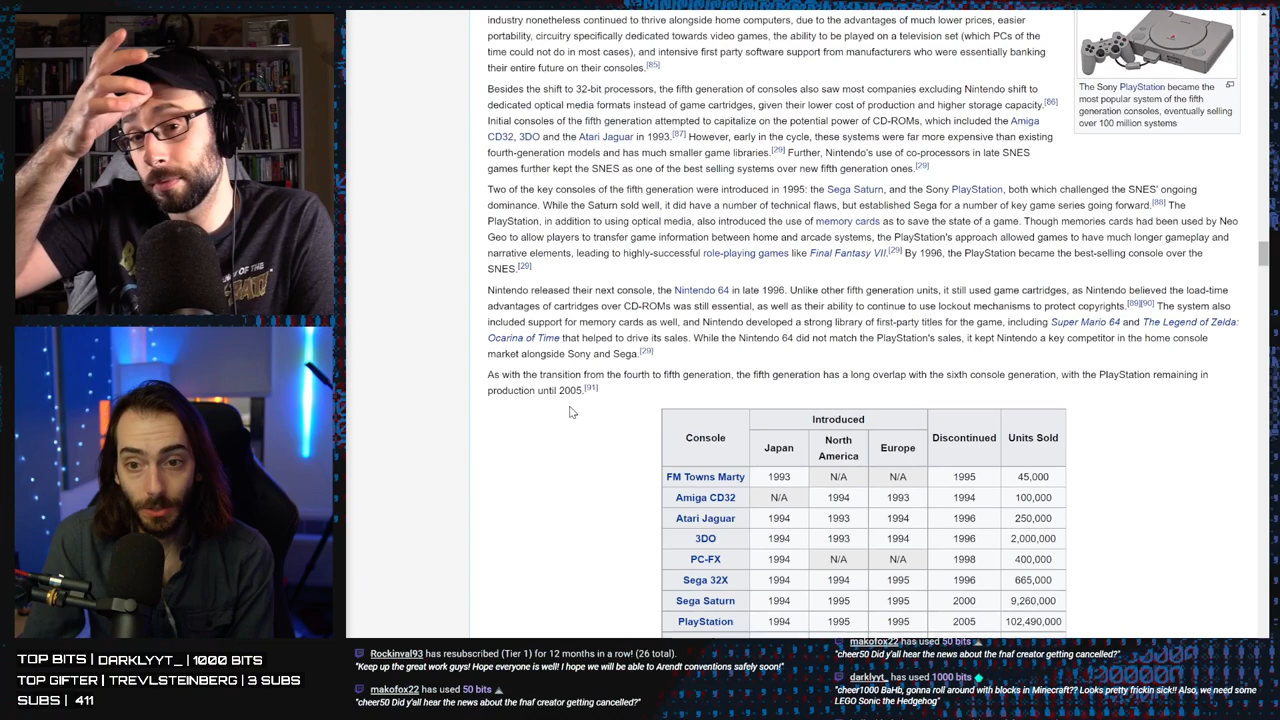 industry nonetheless continued to thrive alongside home computers, due to the advantages of much lower prices, easier
portability, circuitry specifically dedicated towards video games, the ability to be played on a television set (which PCs of the
time could not do in most cases), and intensive first party software support from manufacturers who were essentially banking
their entire future on their consoles.[85]
Besides the shift to 32-bit processors, the fifth generation of consoles also saw most companies excluding Nintendo shift to
dedicated optical media formats instead of game cartridges, given their lower cost of production and higher storage capacity.[86]
Initial consoles of the fifth generation attempted to capitalize on the potential power of CD-ROMs, which included the Amiga
CD32, 3DO and the Atari Jaguar in 1993.[87] However, early in the cycle, these systems were far more expensive than existing
fourth-generation models and has much smaller game libraries.[29] Further, Nintendo's use of co-processors in late SNES
games further kept the SNES as one of the best selling systems over new fifth generation ones.[29]
The Sony PlayStation became the
most popular system of the fifth
generation consoles, eventually selling
over 100 million systems
Two of the key consoles of the fifth generation were introduced in 1995: the Sega Saturn, and the Sony PlayStation, both which challenged the SNES' ongoing
dominance. While the Saturn sold well, it did have a number of technical flaws, but established Sega for a number of key game series going forward.[88] The
PlayStation, in addition to using optical media, also introduced the use of memory cards as to save the state of a game. Though memories cards had been used by Neo
Geo to allow players to transfer game information between home and arcade systems, the PlayStation's approach allowed games to have much longer gameplay and
narrative elements, leading to highly-successful role-playing games like Final Fantasy VII.[29] By 1996, the PlayStation became the best-selling console over the
SNES.[29]
Nintendo released their next console, the Nintendo 64 in late 1996. Unlike other fifth generation units, it still used game cartridges, as Nintendo believed the load-time
advantages of cartridges over CD-ROMs was still essential, as well as their ability to continue to use lockout mechanisms to protect copyrights.[89][90] The system also
included support for memory cards as well, and Nintendo developed a strong library of first-party titles for the game, including Super Mario 64 and The Legend of Zelda:
Ocarina of Time that helped to drive its sales. While the Nintendo 64 did not match the PlayStation's sales, it kept Nintendo a key competitor in the home console
market alongside Sony and Sega.[29]
As with the transition from the fourth to fifth generation, the fifth generation has a long overlap with the sixth console generation, with the PlayStation remaining in
production until 2005.[91]
Console Introduced Discontinued Units Sold
Japan North America Europe
FM Towns Marty 1993 N/A N/A 1995 45,000
Amiga CD32 N/A 1994 1993 1994 100,000
Atari Jaguar 1994 1993 1994 1996 250,000
3DO 1994 1993 1994 1996 2,000,000
PC-FX 1994 N/A N/A 1998 400,000
Sega 32X 1994 1994 1995 1996 665,000
Sega Saturn 1994 1995 1995 2000 9,260,000
PlayStation 1994 1995 1995 2005 102,490,000
TOP BITS | DARKLYYT_ | 1000 BITS
TOP GIFTER | TREVLSTEINBERG | 3 SUBS
SUBS | 411
Rockinval93 has resubscribed (Tier 1) for 12 months in a row! (26 total).
"Keep up the great work guys! Hope everyone is well! I hope we will be able to Arendt conventions safely soon!"
makofox22 has used 50 bits
"cheer50 Did y'all hear the news about the fnaf creator getting cancelled?"
makofox22 has used 50 bits
"cheer50 Did y'all hear the news about the fnaf creator getting cancelled?"
darklyyt_ has used 1000 bits
"cheer1000 BaHb, gonna roll around with blocks in Minecraft?? Looks pretty frickin sick!! Also, we need some
LEGO Sonic the Hedgehog"